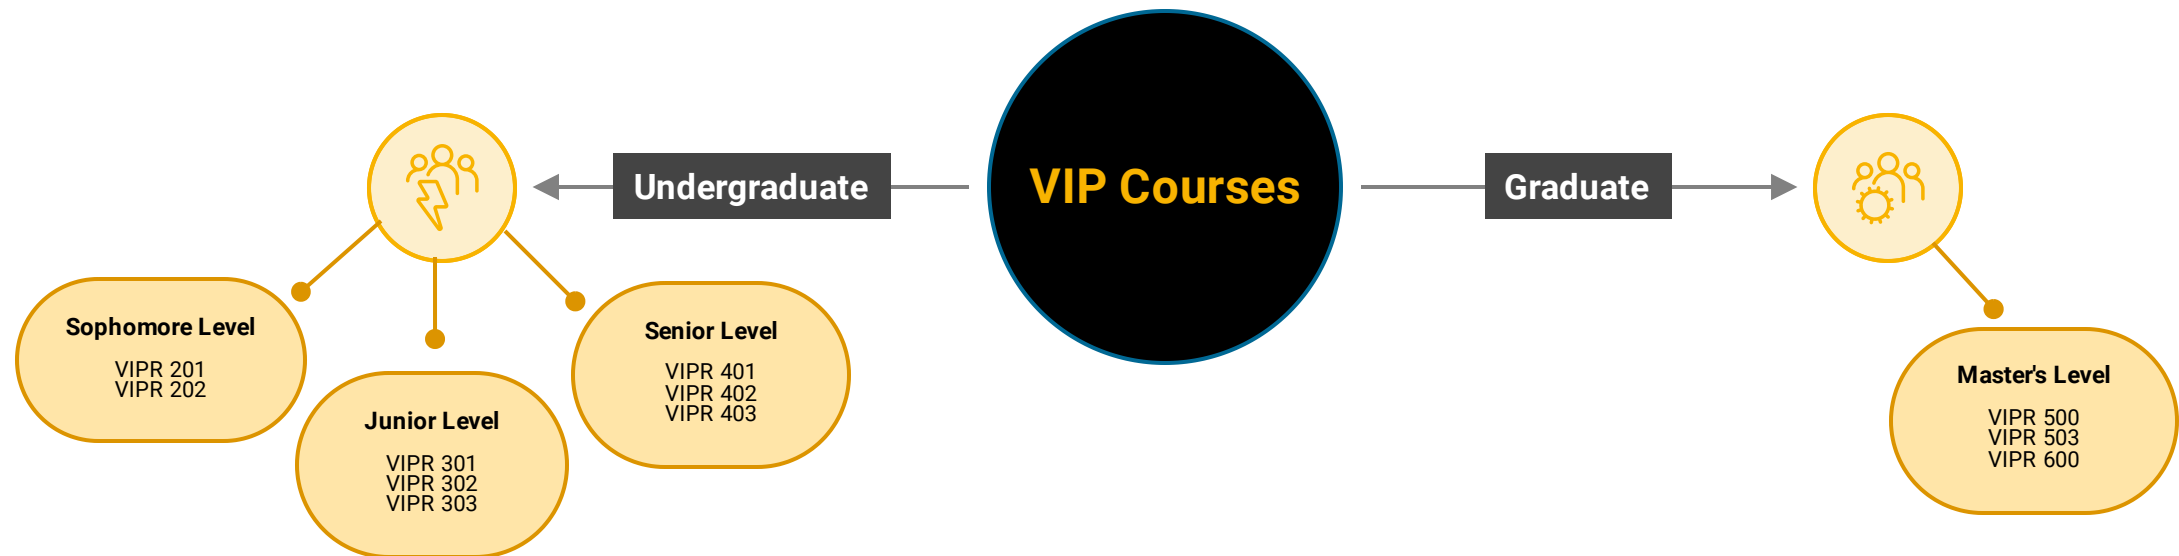 VIP Courses
Undergraduate
Graduate
Sophomore Level
VIPR 201
VIPR 202
Junior Level
VIPR 301
VIPR 302
VIPR 303
Senior Level
VIPR 401
VIPR 402
VIPR 403
Master's Level
VIPR 500
VIPR 503
VIPR 600